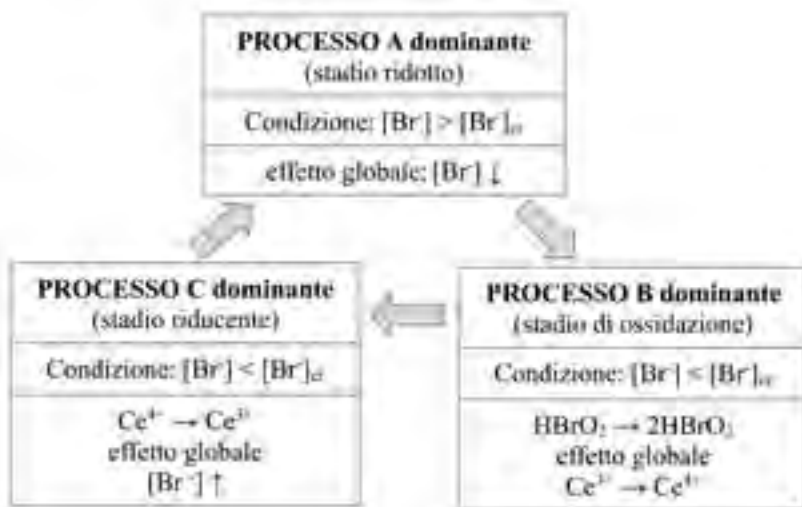 PROCESSO A dominante
(stadio ridotto)
Condizione: [Br⁻] > [Br⁻]cr
effetto globale: [Br⁻] ↓
PROCESSO C dominante
(stadio riducente)
Condizione: [Br⁻] < [Br⁻]cr
Ce⁴⁺ → Ce³⁺
effetto globale
[Br⁻] ↑
PROCESSO B dominante
(stadio di ossidazione)
Condizione: [Br⁻] < [Br⁻]cr
HBrO₂ → 2HBrO₂
effetto globale
Ce³⁺ → Ce⁴⁺